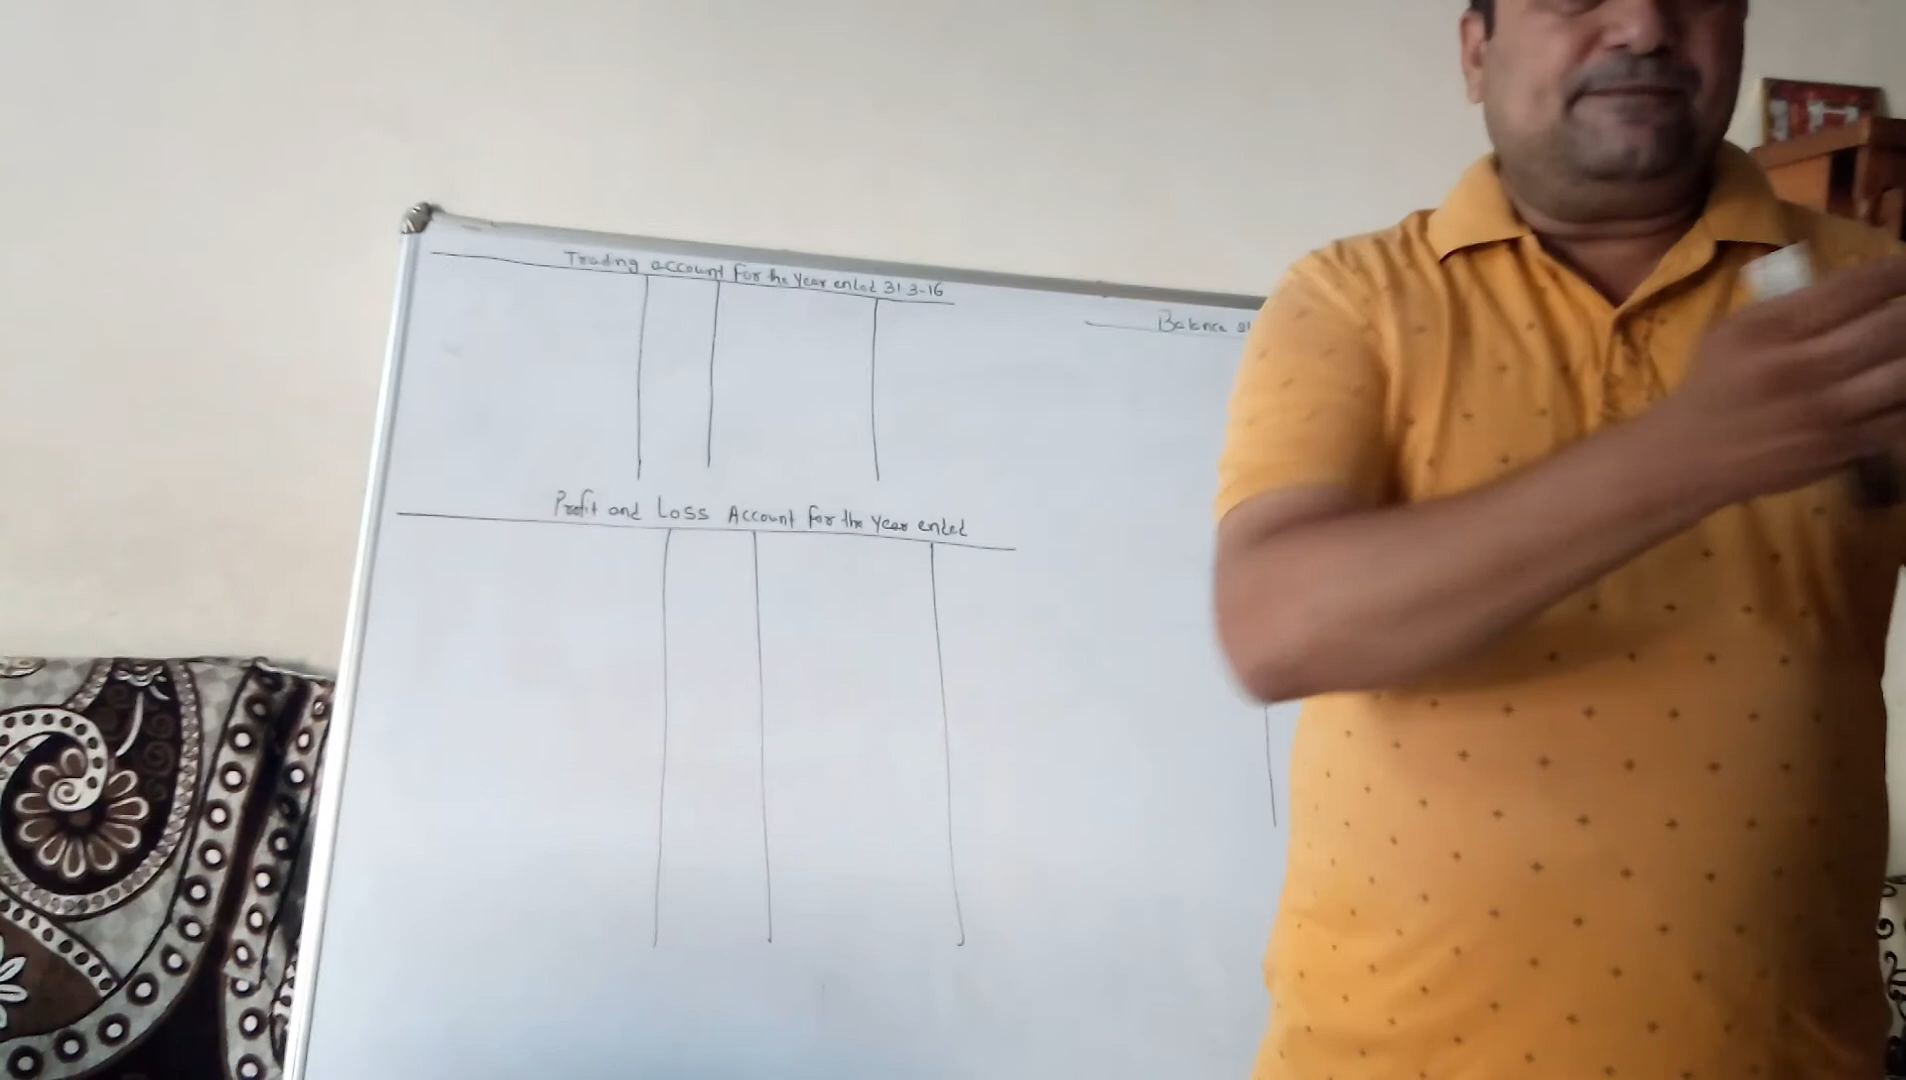 Trading account for the Year ended 31-3-16
Balance
Profit and Loss Account for the Year ended